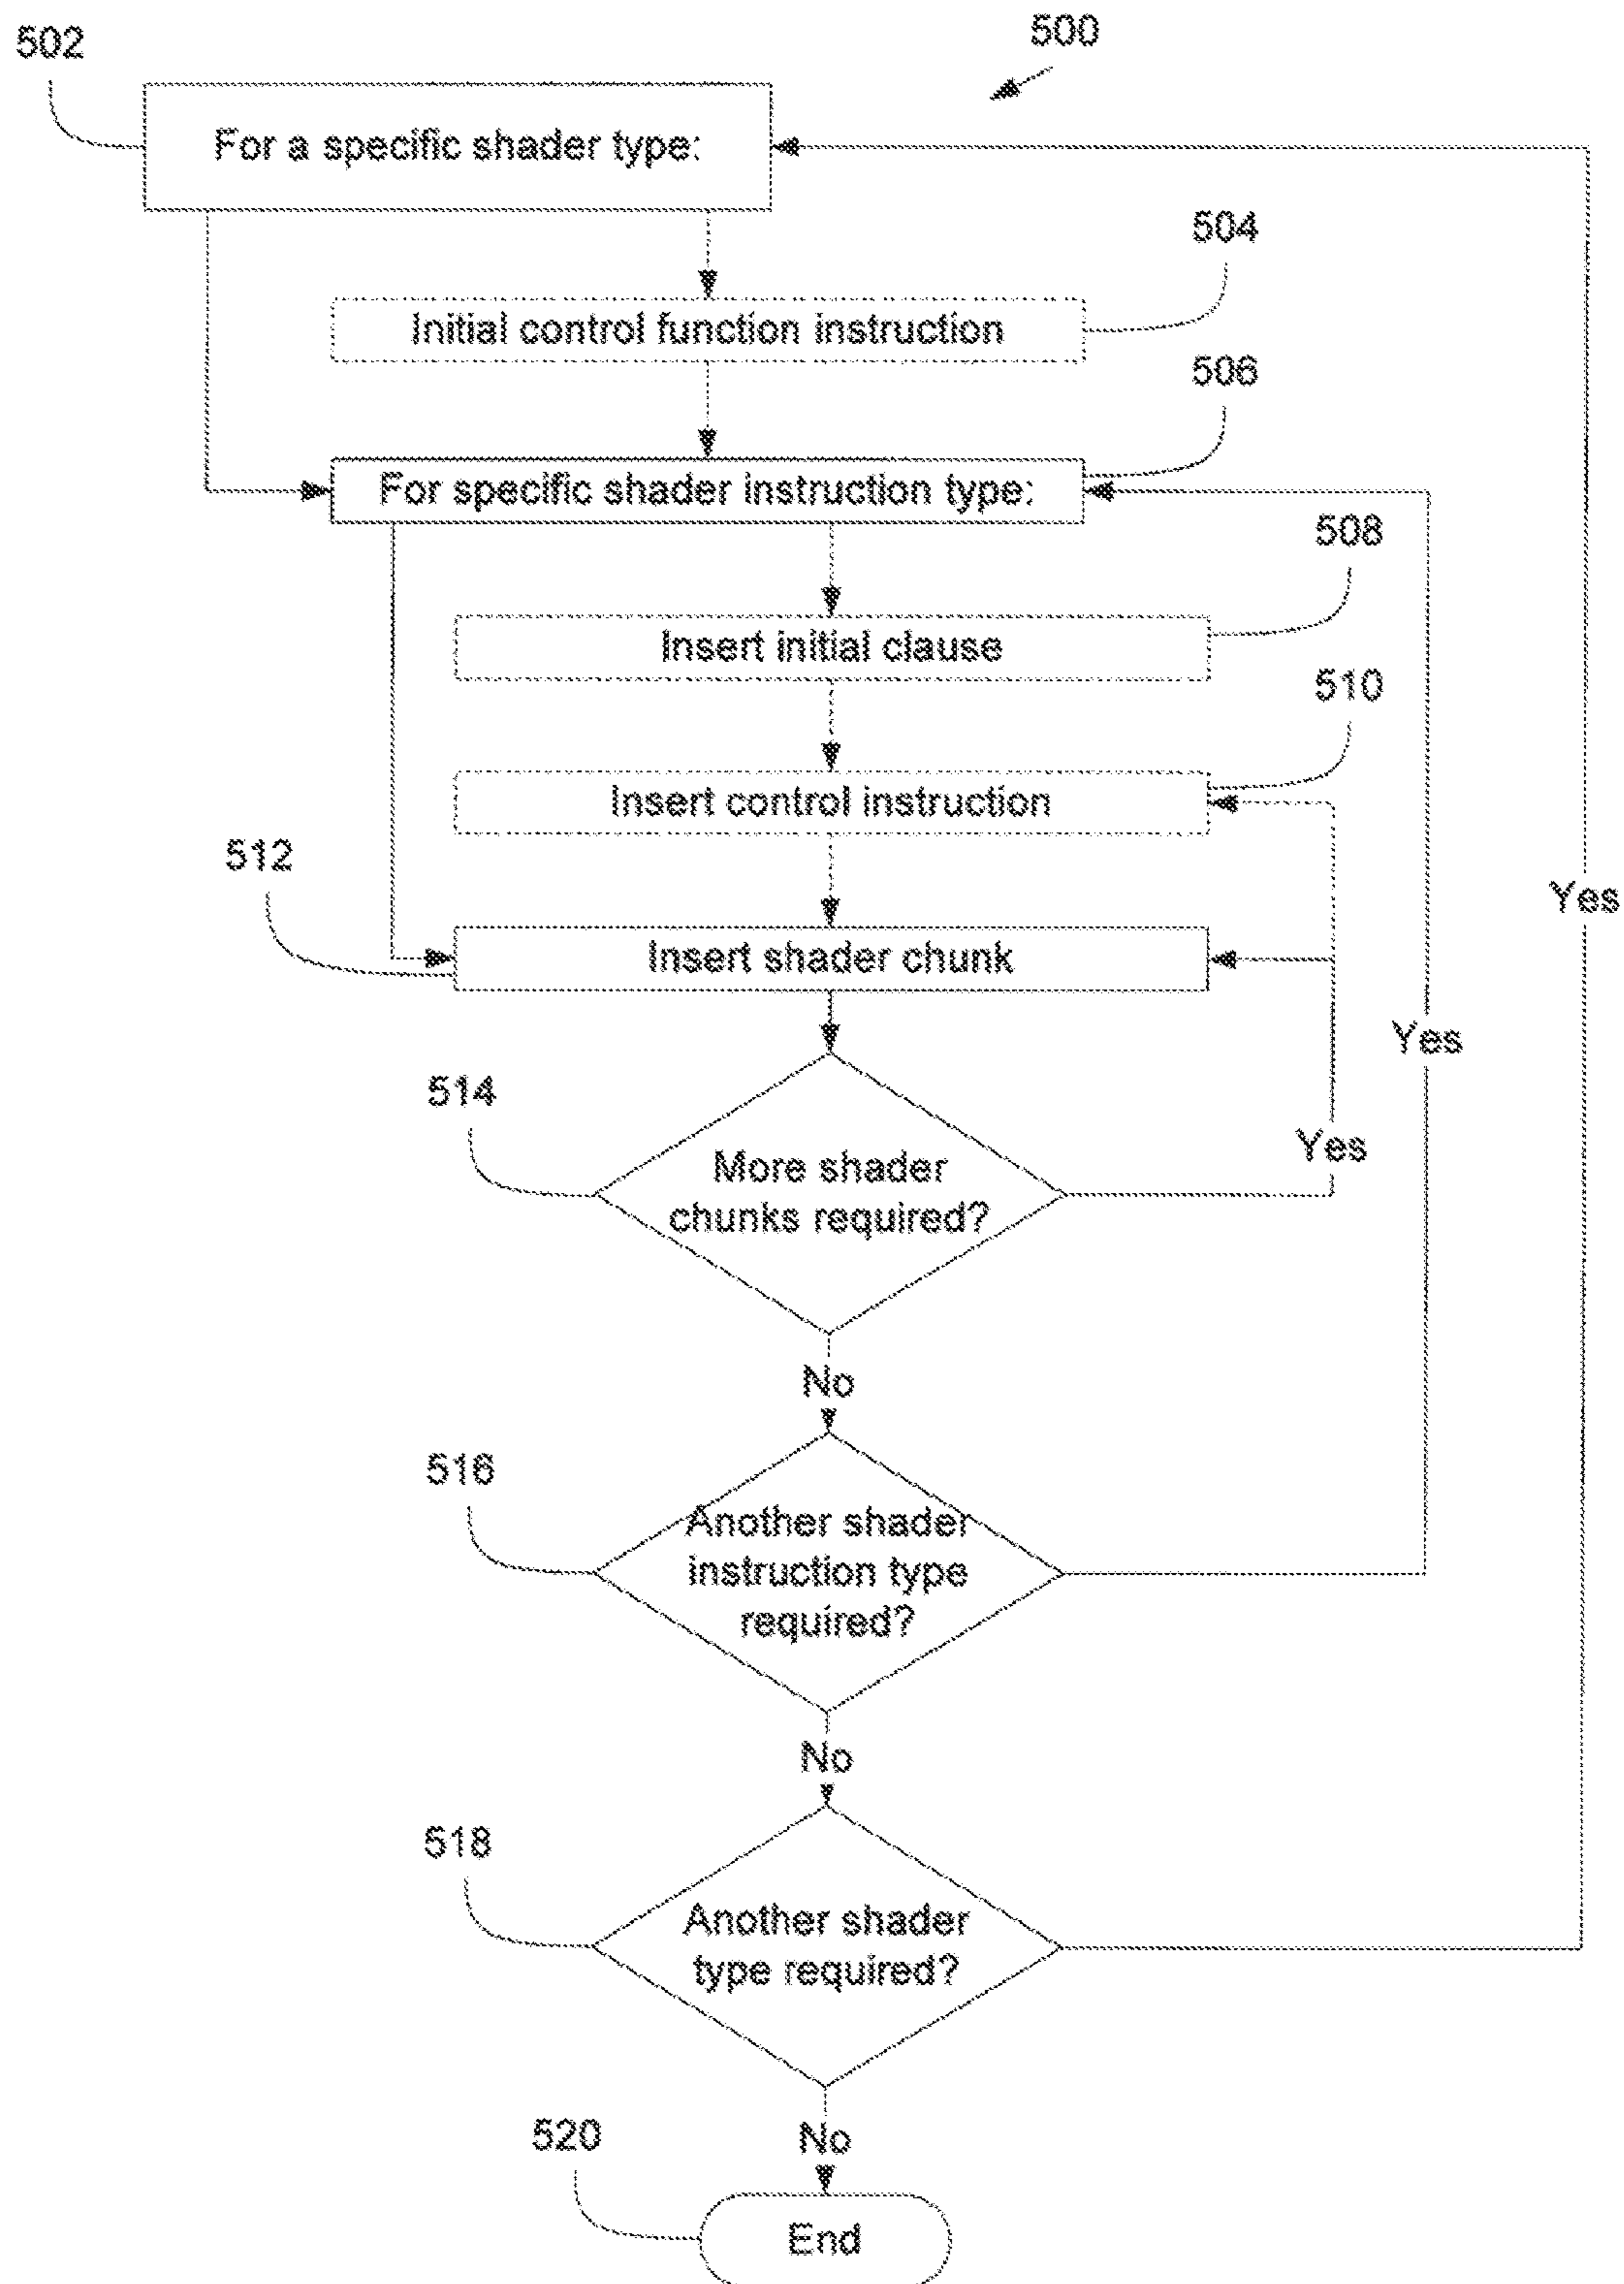 500
502
For a specific shader type:
504
Initial control function instruction
506
For specific shader instruction type:
508
Insert initial clause
510
Insert control instruction
512
Insert shader chunk
Yes
Yes
Yes
514
More shader
chunks required?
No
516
Another shader
instruction type
required?
No
518
Another shader
type required?
No
520
End